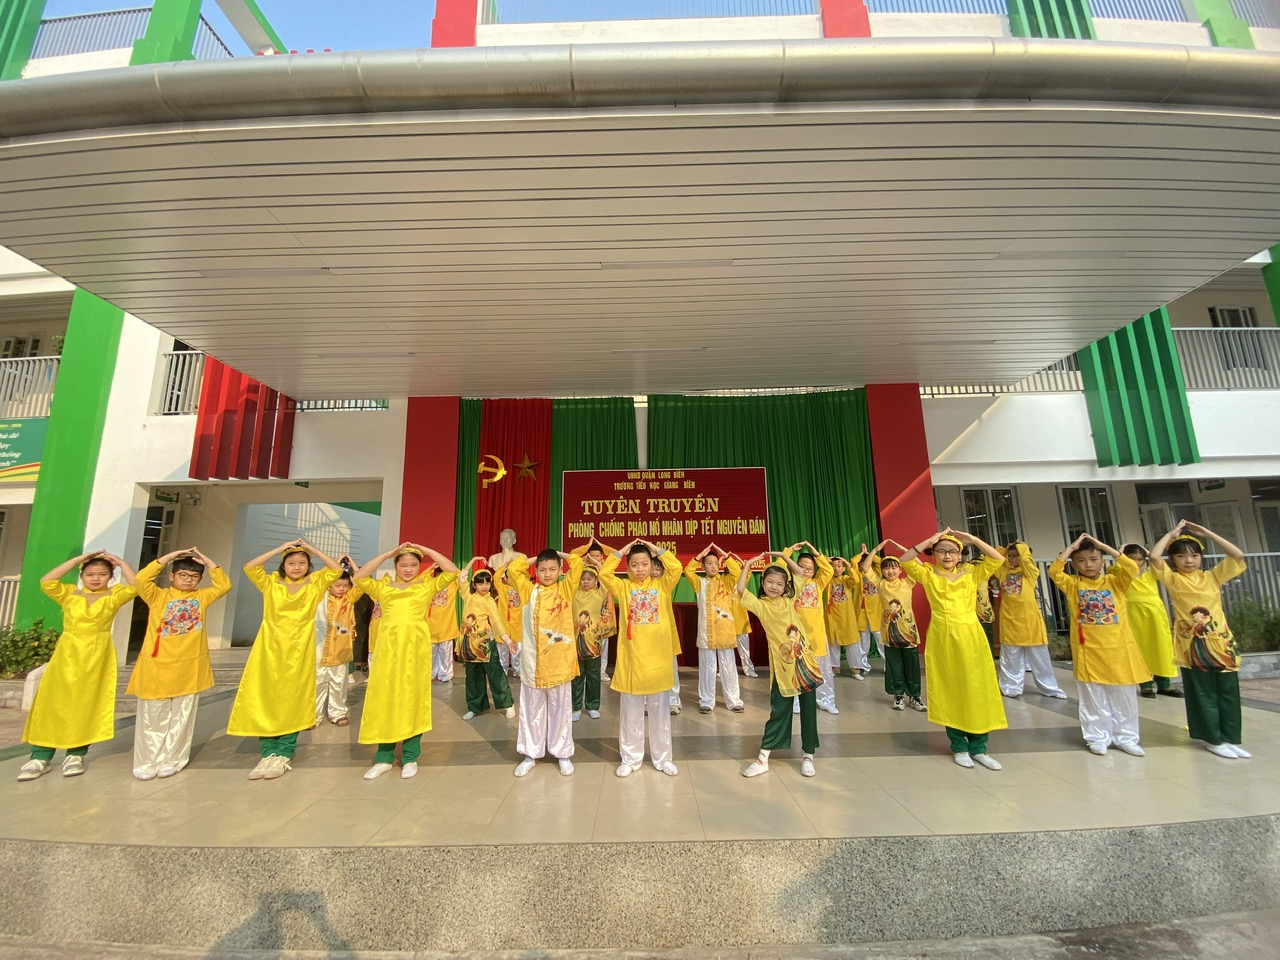 UBND QUẬN LONG BIÊN
TRƯỜNG TIỂU HỌC GIANG BIÊN
TUYÊN TRUYỀN
PHÒNG CHỐNG PHÁO NỔ NHÂN DỊP TẾT NGUYÊN ĐÁN
2025